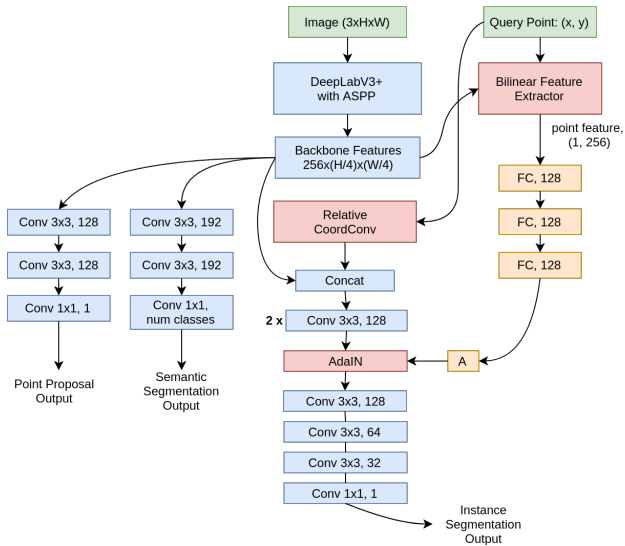 Image (3xHxW)
Query Point: (x, y)
DeepLabV3+
with ASPP
Bilinear Feature
Extractor
point feature,
(1, 256)
Backbone Features
256x(H/4)x(W/4)
FC, 128
FC, 128
FC, 128
Conv 3x3, 128
Conv 3x3, 128
Conv 1x1, 1
Point Proposal
Output
Conv 3x3, 192
Conv 3x3, 192
Conv 1x1,
num classes
Semantic
Segmentation
Output
Relative
CoordConv
Concat
2 x
Conv 3x3, 128
AdaIN
A
Conv 3x3, 128
Conv 3x3, 64
Conv 3x3, 32
Conv 1x1, 1
Instance
Segmentation
Output